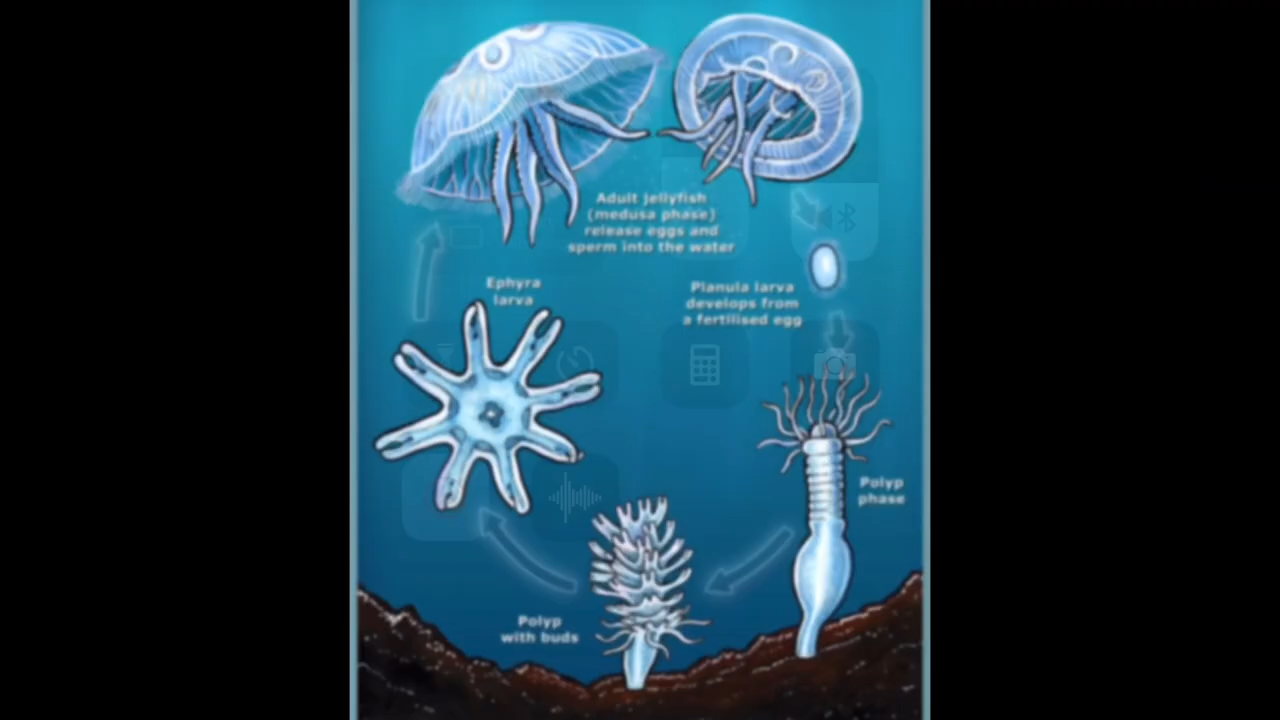 Adult jellyfish
(medusa phase)
release eggs and
sperm into the water
Ephyra
larva
Planula larva
develops from
a fertilised egg
Polyp
phase
Polyp
with buds